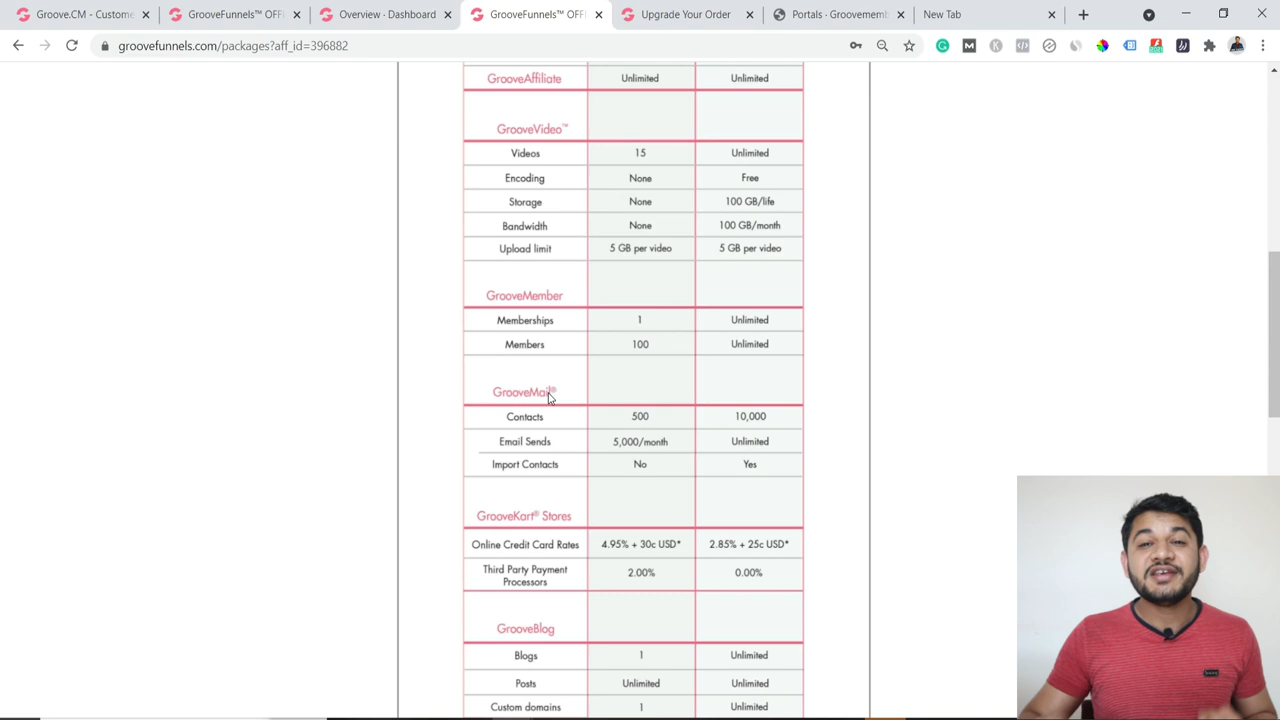 Groove.CM - Custome
GrooveFunnels™ OFFI
Overview - Dashboard
GrooveFunnels™ OFFI
Upgrade Your Order
Portals - Groovememb
New Tab
groovefunnels.com/packages?aff_id=396882
GrooveAffiliate Unlimited Unlimited
GrooveVideo™
Videos 15 Unlimited
Encoding None Free
Storage None 100 GB/life
Bandwidth None 100 GB/month
Upload limit 5 GB per video 5 GB per video
GrooveMember
Memberships 1 Unlimited
Members 100 Unlimited
GrooveMail®
Contacts 500 10,000
Email Sends 5,000/month Unlimited
Import Contacts No Yes
GrooveKart® Stores
Online Credit Card Rates 4.95% + 30c USD* 2.85% + 25c USD*
Third Party Payment
Processors 2.00% 0.00%
GrooveBlog
Blogs 1 Unlimited
Posts Unlimited Unlimited
Custom domains 1 Unlimited